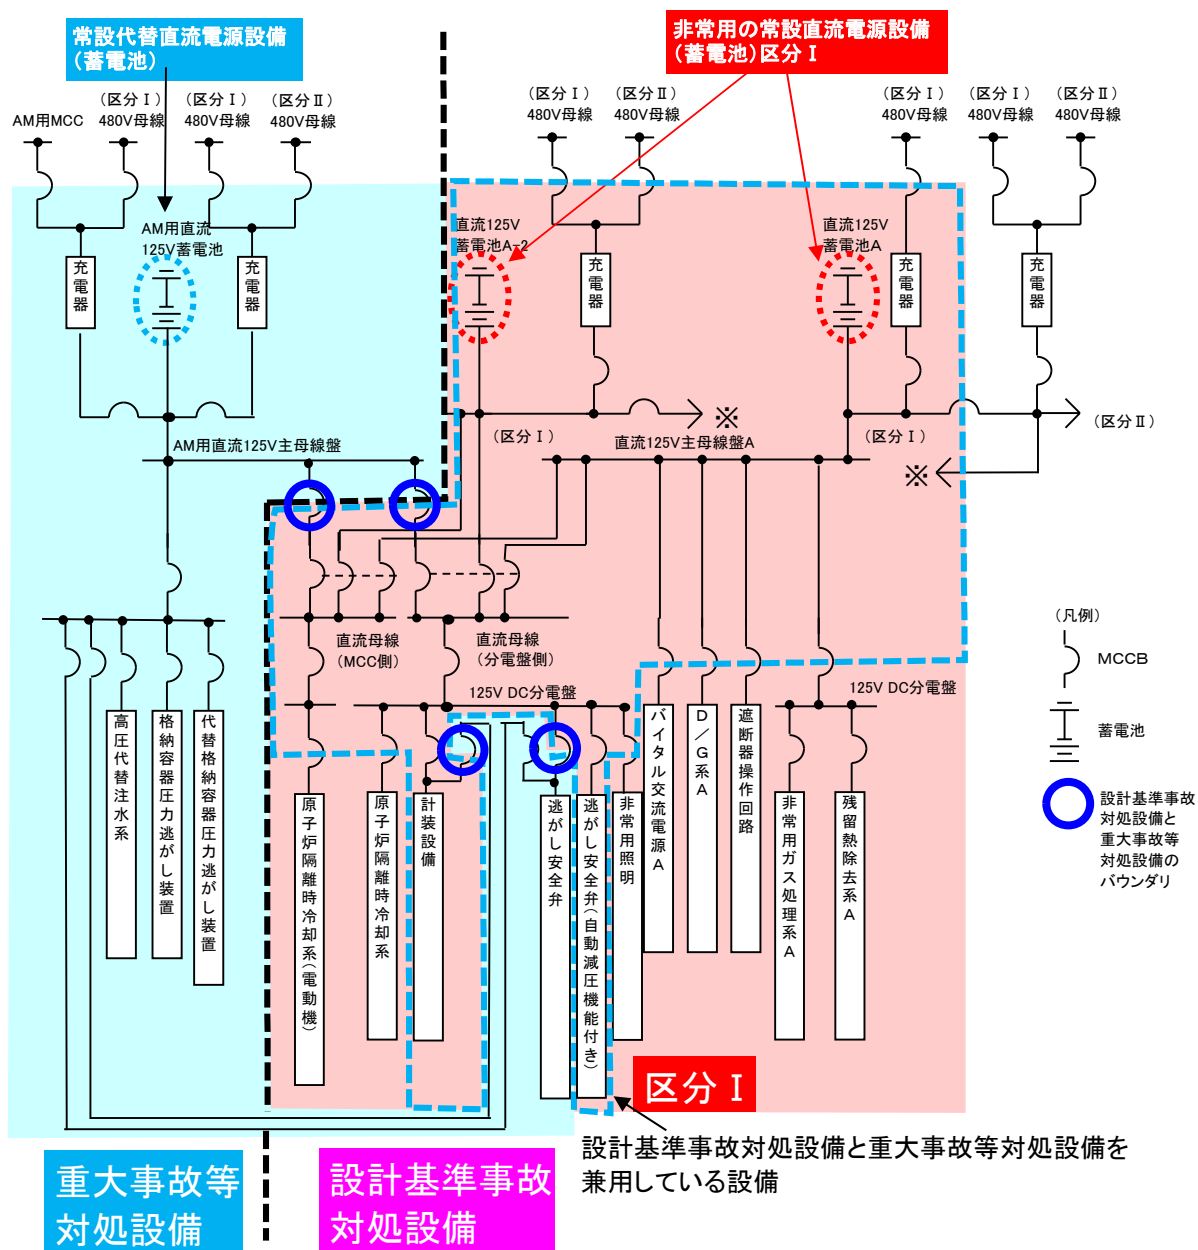 常設代替直流電源設備
(蓄電池)
非常用の常設直流電源設備
(蓄電池)区分Ⅰ
AM用MCC
(区分Ⅰ)
480V母線
(区分Ⅰ)
480V母線
(区分Ⅱ)
480V母線
(区分Ⅰ)
480V母線
(区分Ⅱ)
480V母線
(区分Ⅰ)
480V母線
(区分Ⅰ)
480V母線
(区分Ⅱ)
480V母線
AM用直流
125V蓄電池
直流125V
蓄電池A-2
直流125V
蓄電池A
充電器
充電器
充電器
充電器
充電器
※
(区分Ⅰ)
直流125V主母線盤A
(区分Ⅰ)
(区分Ⅱ)
※
AM用直流125V主母線盤
直流母線
(MCC側)
直流母線
(分電盤側)
125V DC分電盤
125V DC分電盤
高圧代替注水系
格納容器圧力逃がし装置
代替格納容器圧力逃がし装置
原子炉隔離時冷却系(電動機)
原子炉隔離時冷却系
計装設備
逃がし安全弁
逃がし安全弁(自動減圧機能付き)
非常用照明
バイタル交流電源A
D/G系A
遮断器操作回路
非常用ガス処理系A
残留熱除去系A
(凡例)
MCCB
蓄電池
設計基準事故
対処設備と
重大事故等
対処設備の
バウンダリ
区分Ⅰ
設計基準事故対処設備と重大事故等対処設備を
兼用している設備
重大事故等
対処設備
設計基準事故
対処設備